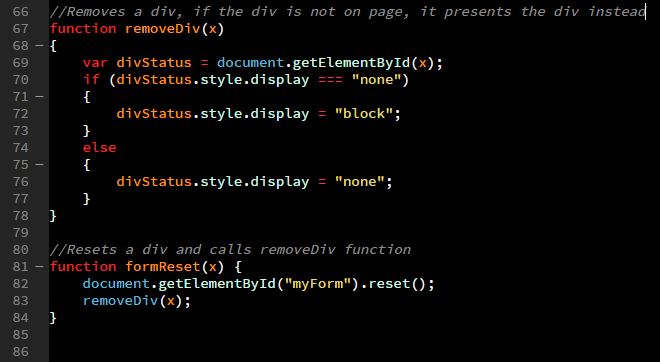 66 //Removes a div, if the div is not on page, it presents the div instead
67 function removeDiv(x)
68 {
69     var divStatus = document.getElementById(x);
70     if (divStatus.style.display === "none")
71     {
72         divStatus.style.display = "block";
73     }
74     else
75     {
76         divStatus.style.display = "none";
77     }
78 }
79
80 //Resets a div and calls removeDiv function
81 function formReset(x) {
82     document.getElementById("myForm").reset();
83     removeDiv(x);
84 }
85
86